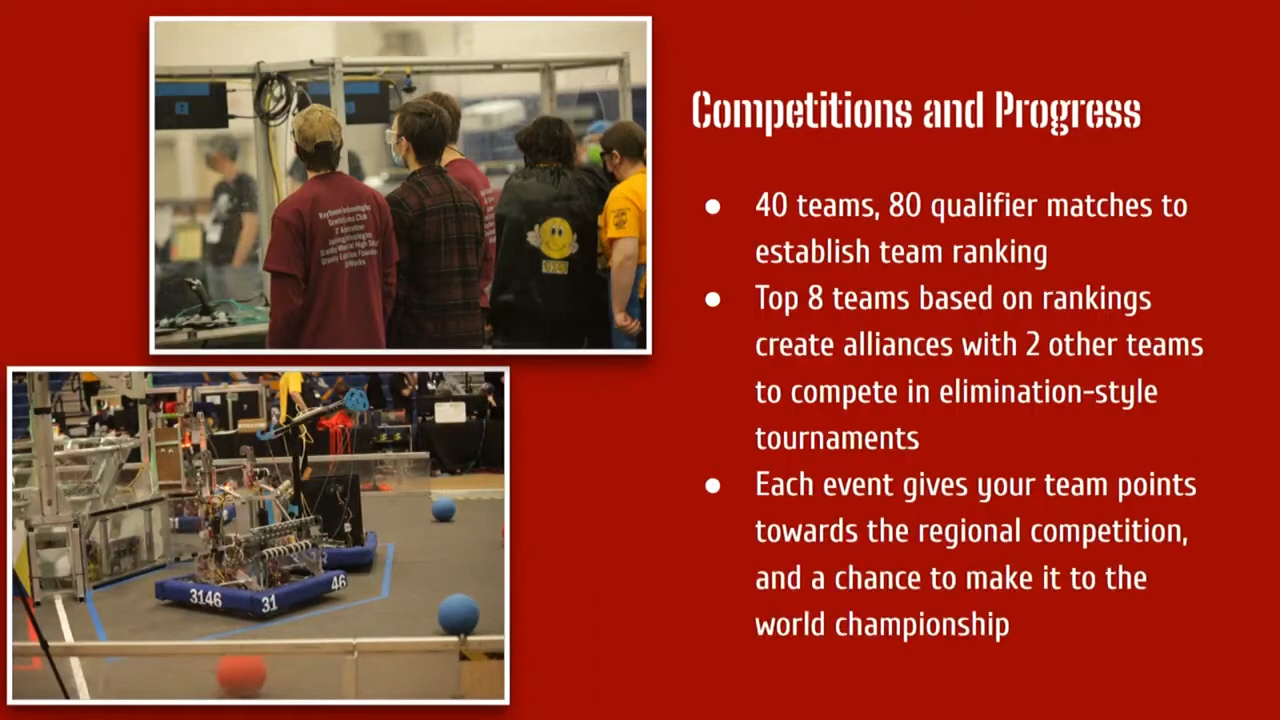 Competitions and Progress
● 40 teams, 80 qualifier matches to
establish team ranking
● Top 8 teams based on rankings
create alliances with 2 other teams
to compete in elimination-style
tournaments
● Each event gives your team points
towards the regional competition,
and a chance to make it to the
world championship
3146
31
46